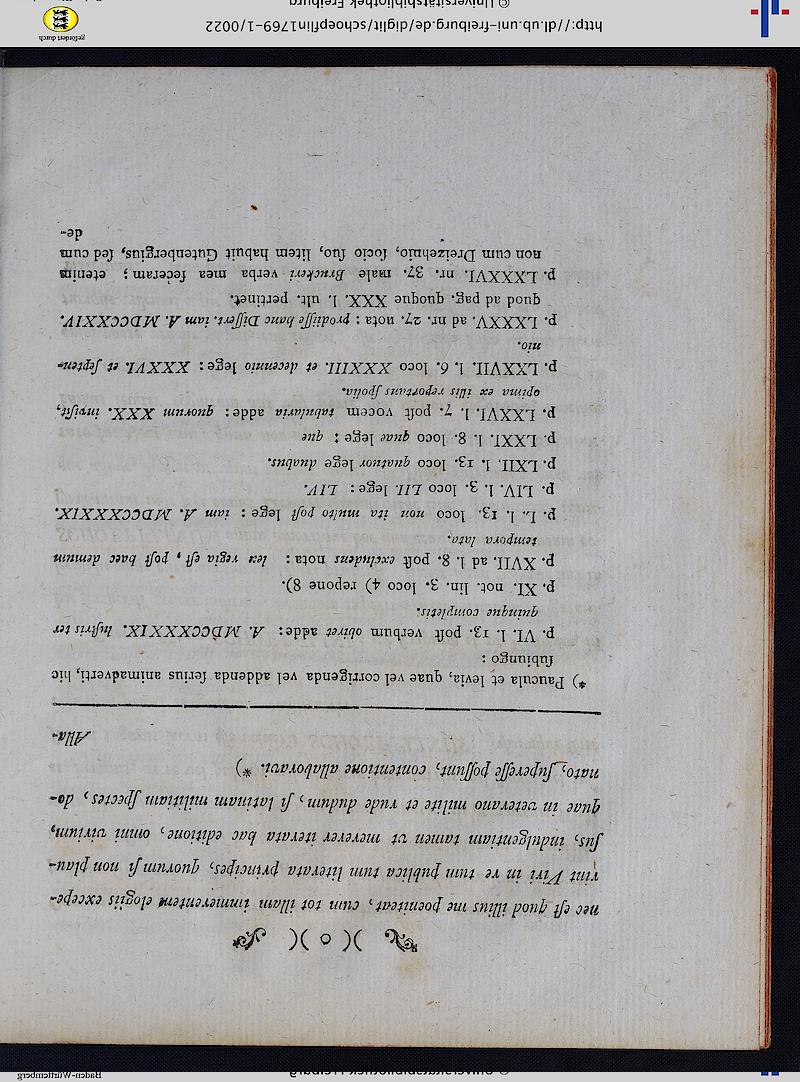 )( o )(
nec eſt quod illius me poeniteat, cum tot illam immerentem elogiis excepe-
rint Viri in re tum publica tum literata principes, quorum ſi non plau-
ſus, indulgentiam tamen ut mererer iterata hac editione, omni virium,
quae in veterano milite et rude dudum, ſi latinam militiam ſpectes, do-
nato, ſupereſſe poſſunt, contentione allaboravi. *)
Alla-
*) Paucula et levia, quae vel corrigenda vel addenda ſerius animadverti, hic
ſubiungo:
p. VI. l. 13. poſt verbum obiret adde: A. MDCCXXXIX. luſtris ter
quinque completis.
p. XI. not. lin. 3. loco 4) repone 8).
p. XVII. ad l. 8. poſt excludens nota: lex regia eſt, poſt haec demum
tempora lata.
p. L. l. 13. loco non ita multo poſt lege: iam A. MDCCXXXIX.
p. LIV. l. 3. loco LII. lege: LIV.
p. LXII. l. 13. loco quatuor lege duabus.
p. LXXI. l. 8. loco quae lege: que
p. LXXVI. l. 7. poſt vocem tabularia adde: quorum XXX. inviſit,
opima ex illis reportans ſpolia.
p. LXXVII. l. 6. loco XXXIII. et decennio lege: XXXVI. et ſepten-
nio.
p. LXXXV. ad nr. 27. nota: prodiiſſe hanc Diſſert. iam A. MDCCXXIV.
quod ad pag. quoque XXX. l. ult. pertinet.
p. LXXXVI. nr. 37. male Bruckeri verba mea feceram; etenim
non cum Dreizehmio, ſocio ſuo, litem habuit Gutenbergius, ſed cum
de-
http://dl.ub.uni-freiburg.de/diglit/schoepflin1769-1/0022
© Universitätsbibliothek Freiburg
gefördert durch
Baden-Württemberg